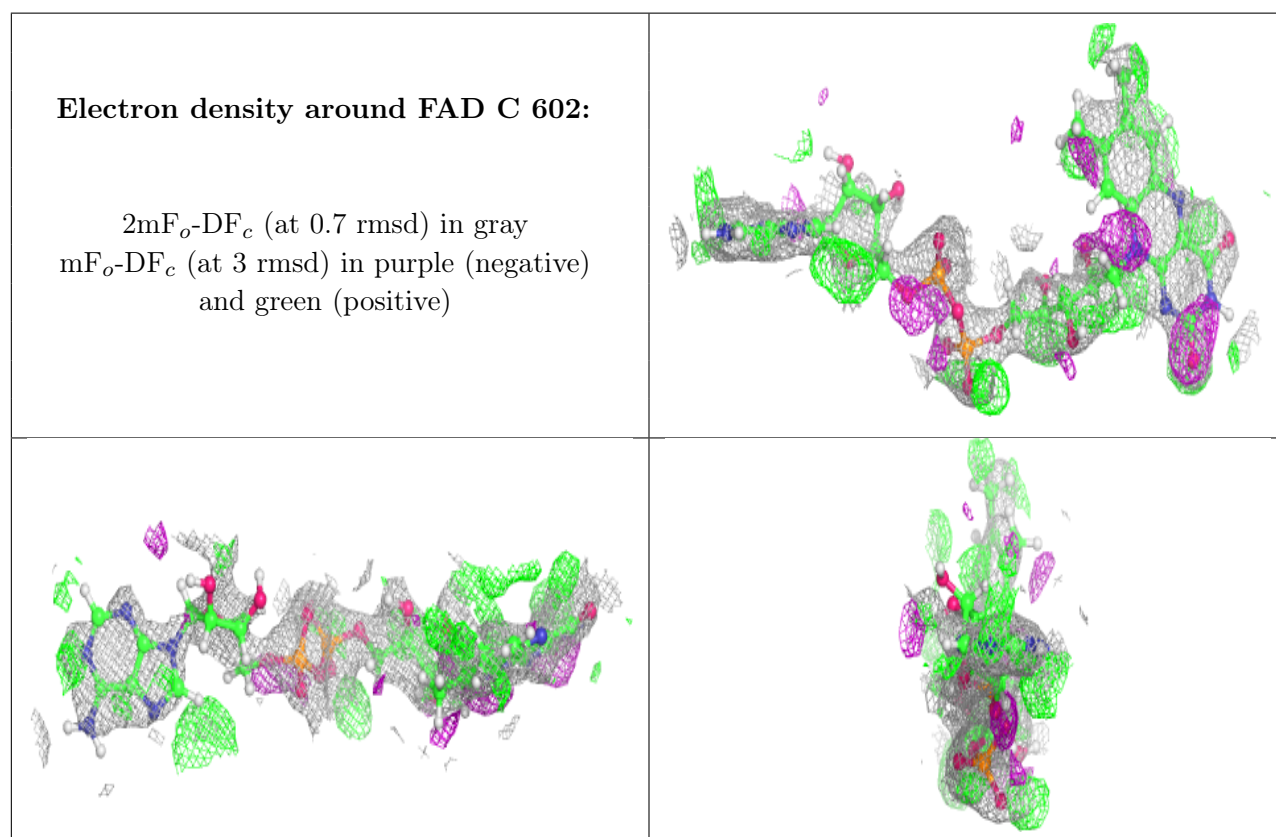 Electron density around FAD C 602:
2mFo-DFc (at 0.7 rmsd) in gray
mFo-DFc (at 3 rmsd) in purple (negative)
and green (positive)